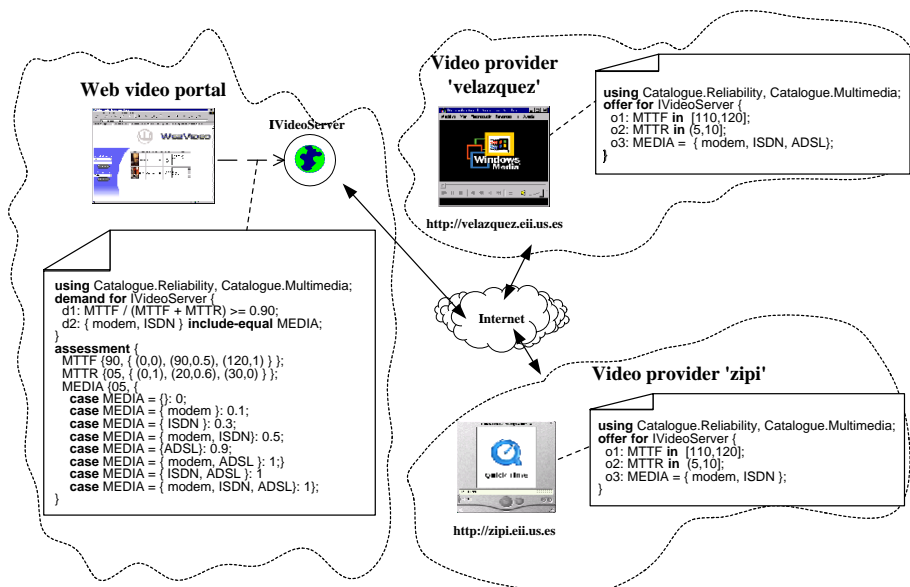 Web video portal
IVideoServer
WebVideo
using Catalogue.Reliability, Catalogue.Multimedia;
demand for IVideoServer {
d1: MTTF / (MTTF + MTTR) >= 0.90;
d2: { modem, ISDN } include-equal MEDIA;
}
assessment {
MTTF {90, { (0,0), (90,0.5), (120,1) } };
MTTR {05, { (0,1), (20,0.6), (30,0) } };
MEDIA {05, {
case MEDIA = {}: 0;
case MEDIA = { modem }: 0.1;
case MEDIA = { ISDN }: 0.3;
case MEDIA = { modem, ISDN}: 0.5;
case MEDIA = {ADSL}: 0.9;
case MEDIA = { modem, ADSL }: 1;}
case MEDIA = { ISDN, ADSL }: 1
case MEDIA = { modem, ISDN, ADSL}: 1};
}
Video provider
'velazquez'
Windows
Media
http://velazquez.eii.us.es
using Catalogue.Reliability, Catalogue.Multimedia;
offer for IVideoServer {
o1: MTTF in [110,120];
o2: MTTR in (5,10];
o3: MEDIA = { modem, ISDN, ADSL};
}
Internet
Video provider 'zipi'
Quick Time
http://zipi.eii.us.es
using Catalogue.Reliability, Catalogue.Multimedia;
offer for IVideoServer {
o1: MTTF in [110,120];
o2: MTTR in (5,10];
o3: MEDIA = { modem, ISDN };
}